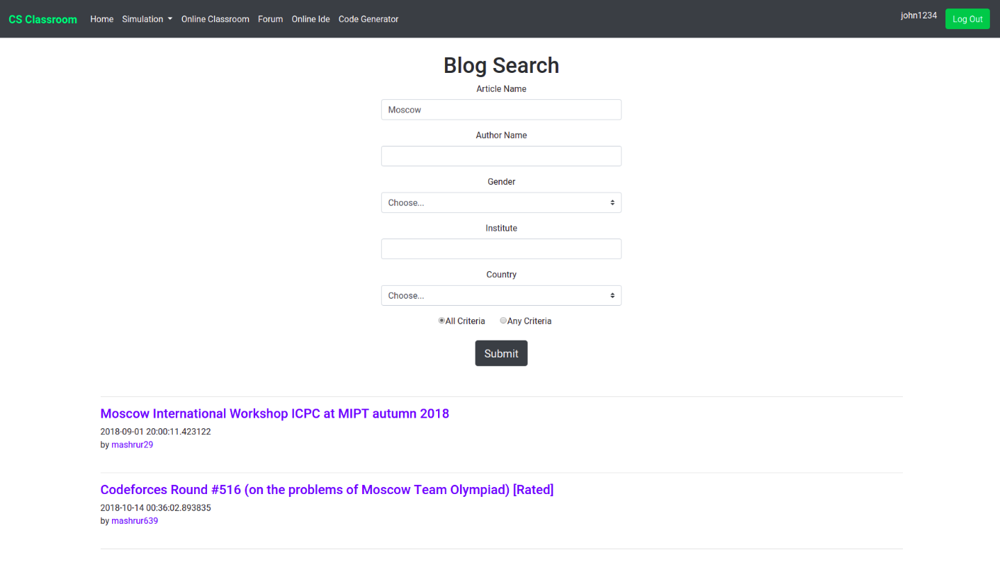 CS Classroom Home Simulation Online Classroom Forum Online Ide Code Generator john1234 Log Out
Blog Search
Article Name
Moscow
Author Name
Gender
Choose...
Institute
Country
Choose...
All Criteria Any Criteria
Submit
Moscow International Workshop ICPC at MIPT autumn 2018
2018-09-01 20:00:11.423122
by mashrur29
Codeforces Round #516 (on the problems of Moscow Team Olympiad) [Rated]
2018-10-14 00:36:02.893835
by mashrur639